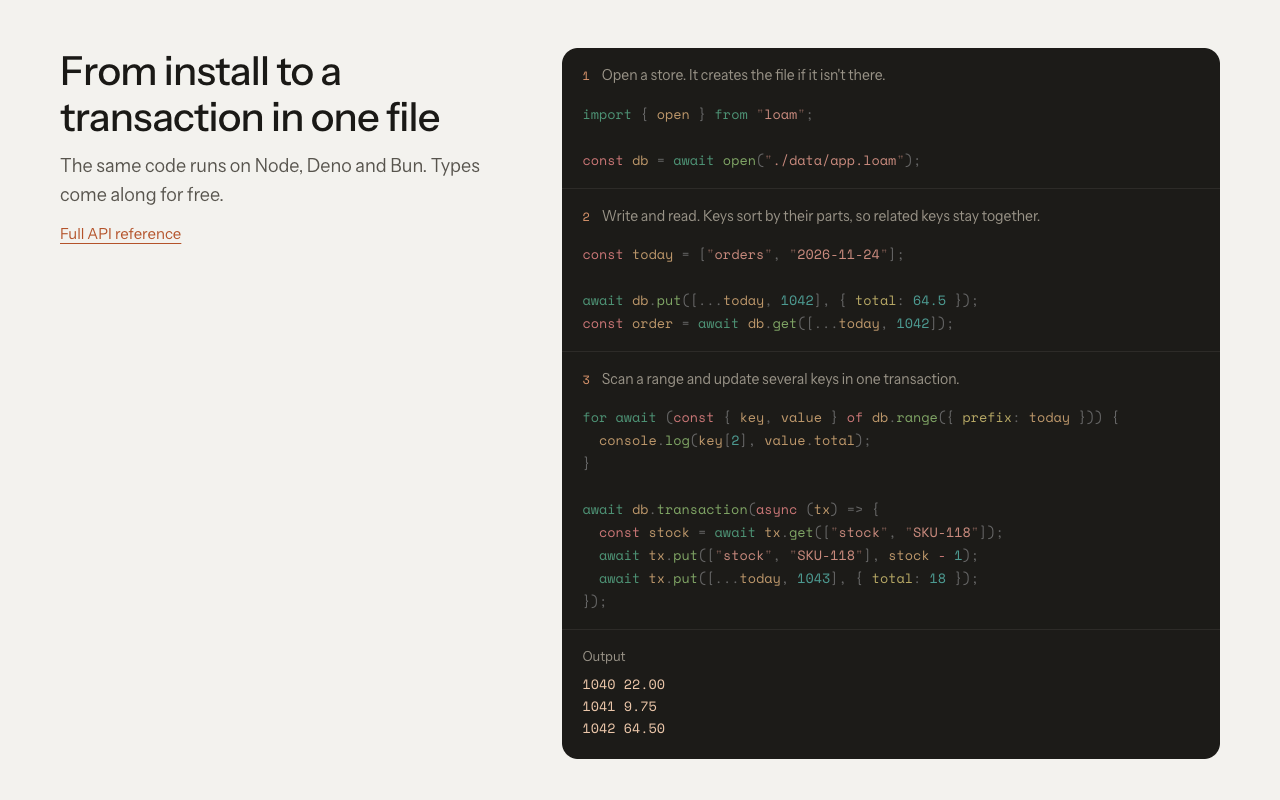 From install to a
transaction in one file
The same code runs on Node, Deno and Bun. Types
come along for free.
Full API reference
1 Open a store. It creates the file if it isn't there.
import { open } from "loam";
const db = await open("./data/app.loam");
2 Write and read. Keys sort by their parts, so related keys stay together.
const today = ["orders", "2026-11-24"];
await db.put([...today, 1042], { total: 64.5 });
const order = await db.get([...today, 1042]);
3 Scan a range and update several keys in one transaction.
for await (const { key, value } of db.range({ prefix: today })) {
  console.log(key[2], value.total);
}
await db.transaction(async (tx) => {
  const stock = await tx.get(["stock", "SKU-118"]);
  await tx.put(["stock", "SKU-118"], stock - 1);
  await tx.put([...today, 1043], { total: 18 });
});
Output
1040 22.00
1041 9.75
1042 64.50